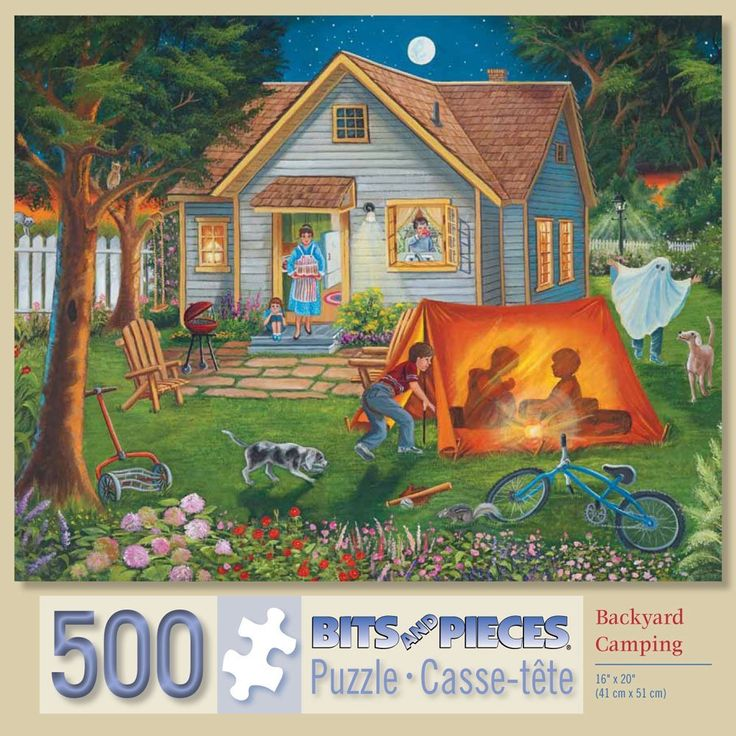 500
BITS AND PIECES®
Puzzle · Casse-tête
Backyard
Camping
16" x 20"
(41 cm x 51 cm)